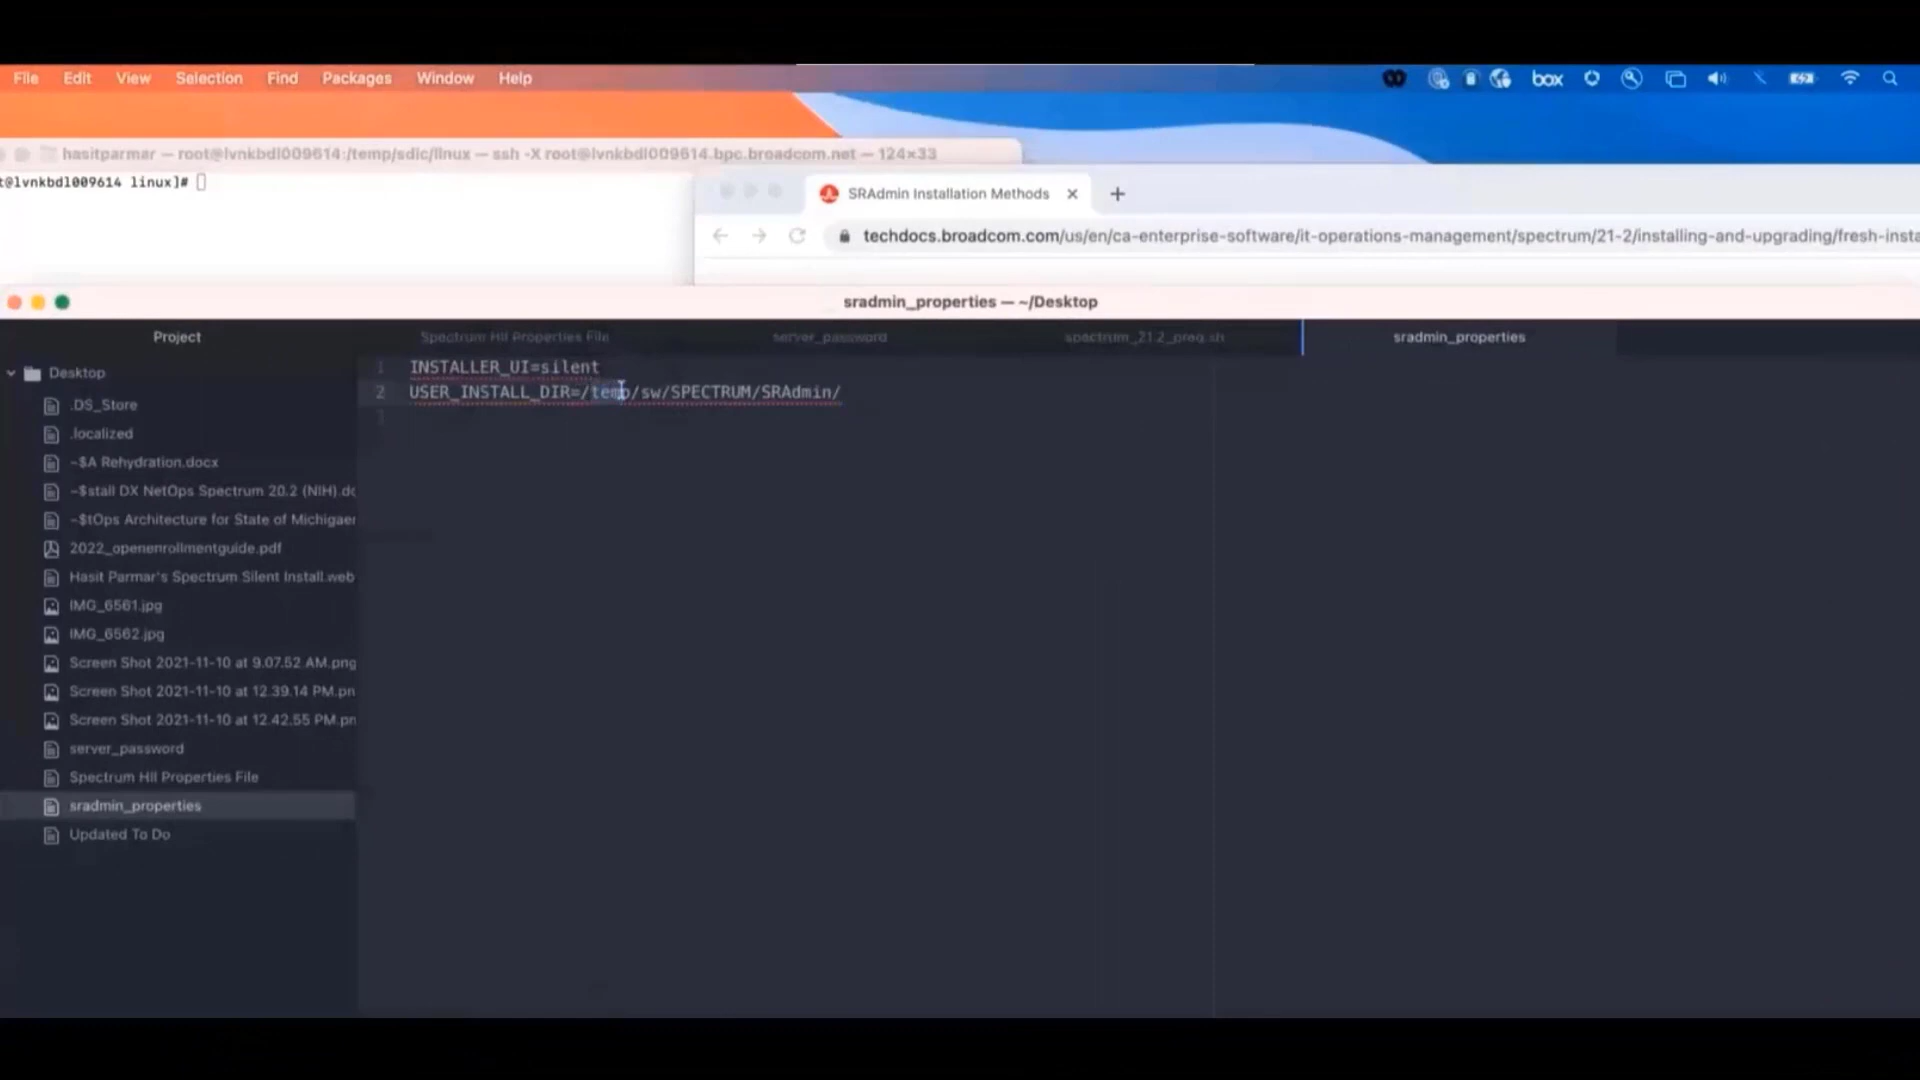 File Edit View Selection Find Packages Window Help
box
hasitparmar — root@lvnkbdl009614:/temp/sdic/linux — ssh -X root@lvnkbdl009614.bpc.broadcom.net — 124×33
t@lvnkbdl009614 linux]#
SRAdmin Installation Methods
techdocs.broadcom.com/us/en/ca-enterprise-software/it-operations-management/spectrum/21-2/installing-and-upgrading/fresh-insta
sradmin_properties — ~/Desktop
Project
Spectrum HII Properties File
server_password
spectrum_21.2_preq.sh
sradmin_properties
Desktop
.DS_Store
.localized
~$A Rehydration.docx
~$stall DX NetOps Spectrum 20.2 (NIH).dc
~$tOps Architecture for State of Michigaer
2022_openenrollmentguide.pdf
Hasit Parmar's Spectrum Silent Install.web
IMG_6561.jpg
IMG_6562.jpg
Screen Shot 2021-11-10 at 9.07.52 AM.png
Screen Shot 2021-11-10 at 12.39.14 PM.pn
Screen Shot 2021-11-10 at 12.42.55 PM.pn
server_password
Spectrum HII Properties File
sradmin_properties
Updated To Do
1 INSTALLER_UI=silent
2 USER_INSTALL_DIR=/temp/sw/SPECTRUM/SRAdmin/